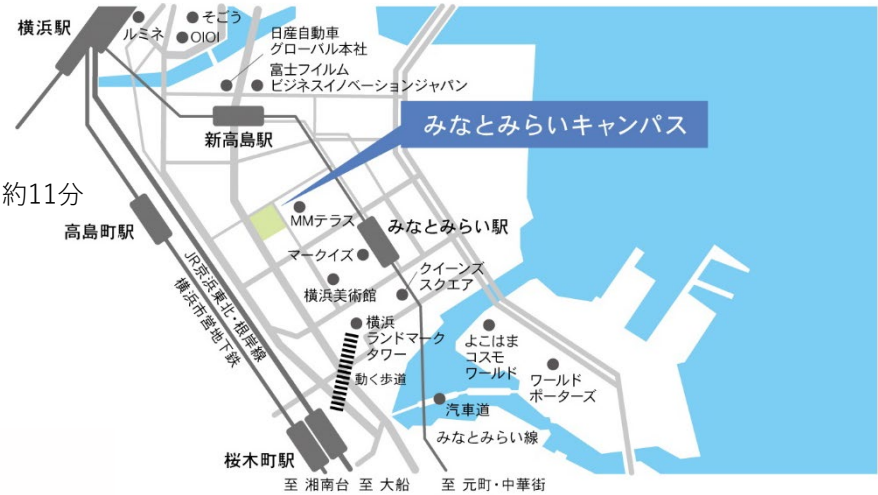 横浜駅
ルミネ
そごう
OIOI
日産自動車
グローバル本社
富士フイルム
ビジネスイノベーションジャパン
新高島駅
みなとみらいキャンパス
約11分
高島町駅
MMテラス
みなとみらい駅
マークイズ
横浜美術館
クイーンズ
スクエア
JR京浜東北・根岸線
横浜市営地下鉄
横浜
ランドマーク
タワー
動く歩道
よこはま
コスモ
ワールド
ワールド
ポーターズ
汽車道
みなとみらい線
桜木町駅
至 湘南台
至 大船
至 元町・中華街